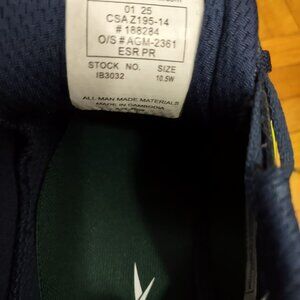 01 25
CSA Z195-14
# 188284
O/S # AGM-2361
ESR PR
STOCK NO. SIZE
IB3032 10.5W
ALL MAN MADE MATERIALS
MADE IN CAMBODIA